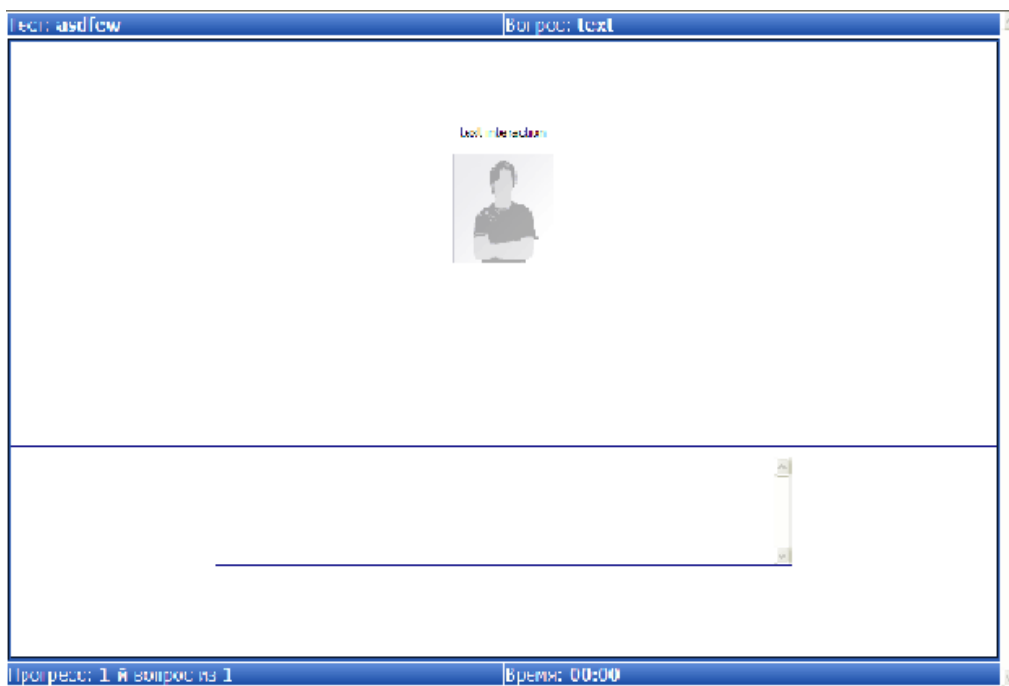 Тест: asdfew
Вопрос: text
text interaction
Прогресс: 1-й вопрос из 1
Время: 00:00